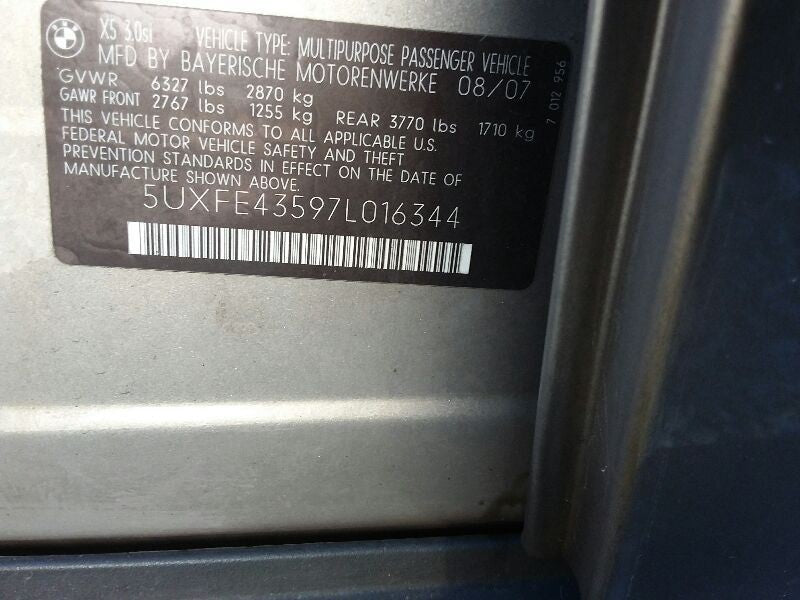 BMW
X5 3.0si VEHICLE TYPE: MULTIPURPOSE PASSENGER VEHICLE
MFD BY BAYERISCHE MOTORENWERKE 08/07
GVWR 6327 lbs 2870 kg
GAWR FRONT 2767 lbs 1255 kg REAR 3770 lbs 1710 kg
THIS VEHICLE CONFORMS TO ALL APPLICABLE U.S.
FEDERAL MOTOR VEHICLE SAFETY AND THEFT
PREVENTION STANDARDS IN EFFECT ON THE DATE OF
MANUFACTURE SHOWN ABOVE.
5UXFE43597L016344
7 012 956